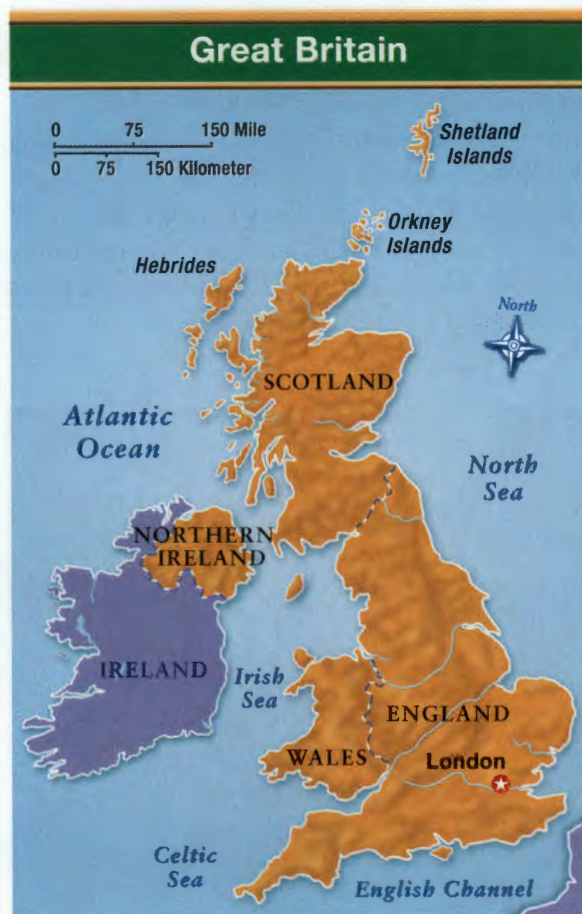 Great Britain
0 75 150 Mile
0 75 150 Kilometer
Shetland
Islands
Orkney
Islands
Hebrides
North
SCOTLAND
Atlantic
Ocean
North
Sea
NORTHERN
IRELAND
IRELAND
Irish
Sea
ENGLAND
WALES
London
Celtic
Sea
English Channel